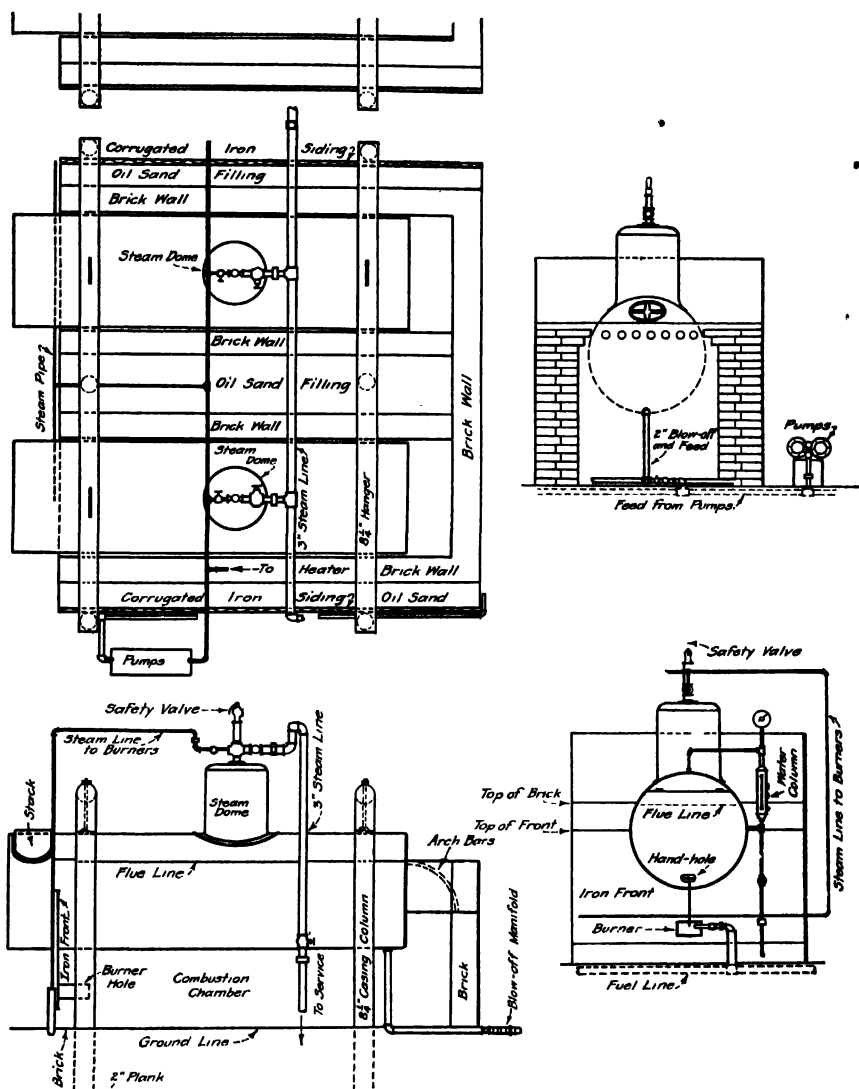 Corrugated Iron Siding
Oil Sand Filling
Brick Wall
Steam Dome
Brick Wall
Steam Pipe
Oil Sand Filling
Brick Wall
Brick Wall
Steam Dome
3" Steam Line
8¼" Hanger
To Heater Brick Wall
Corrugated Iron Siding Oil Sand
Pumps
2" Blow-off and Feed
Pumps
Feed From Pumps
Safety Valve
Steam Line to Burners
3" Steam Line
Stack
Steam Dome
Arch Bars
Flue Line
Iron Front
Burner Hole
Combustion Chamber
To Service
8¼" Casing Column
Brick
Blow-off Manifold
Ground Line
Brick
2" Plank
Safety Valve
Steam Line to Burners
Water Column
Top of Brick
Flue Line
Top of Front
Hand-hole
Iron Front
Burner
Fuel Line